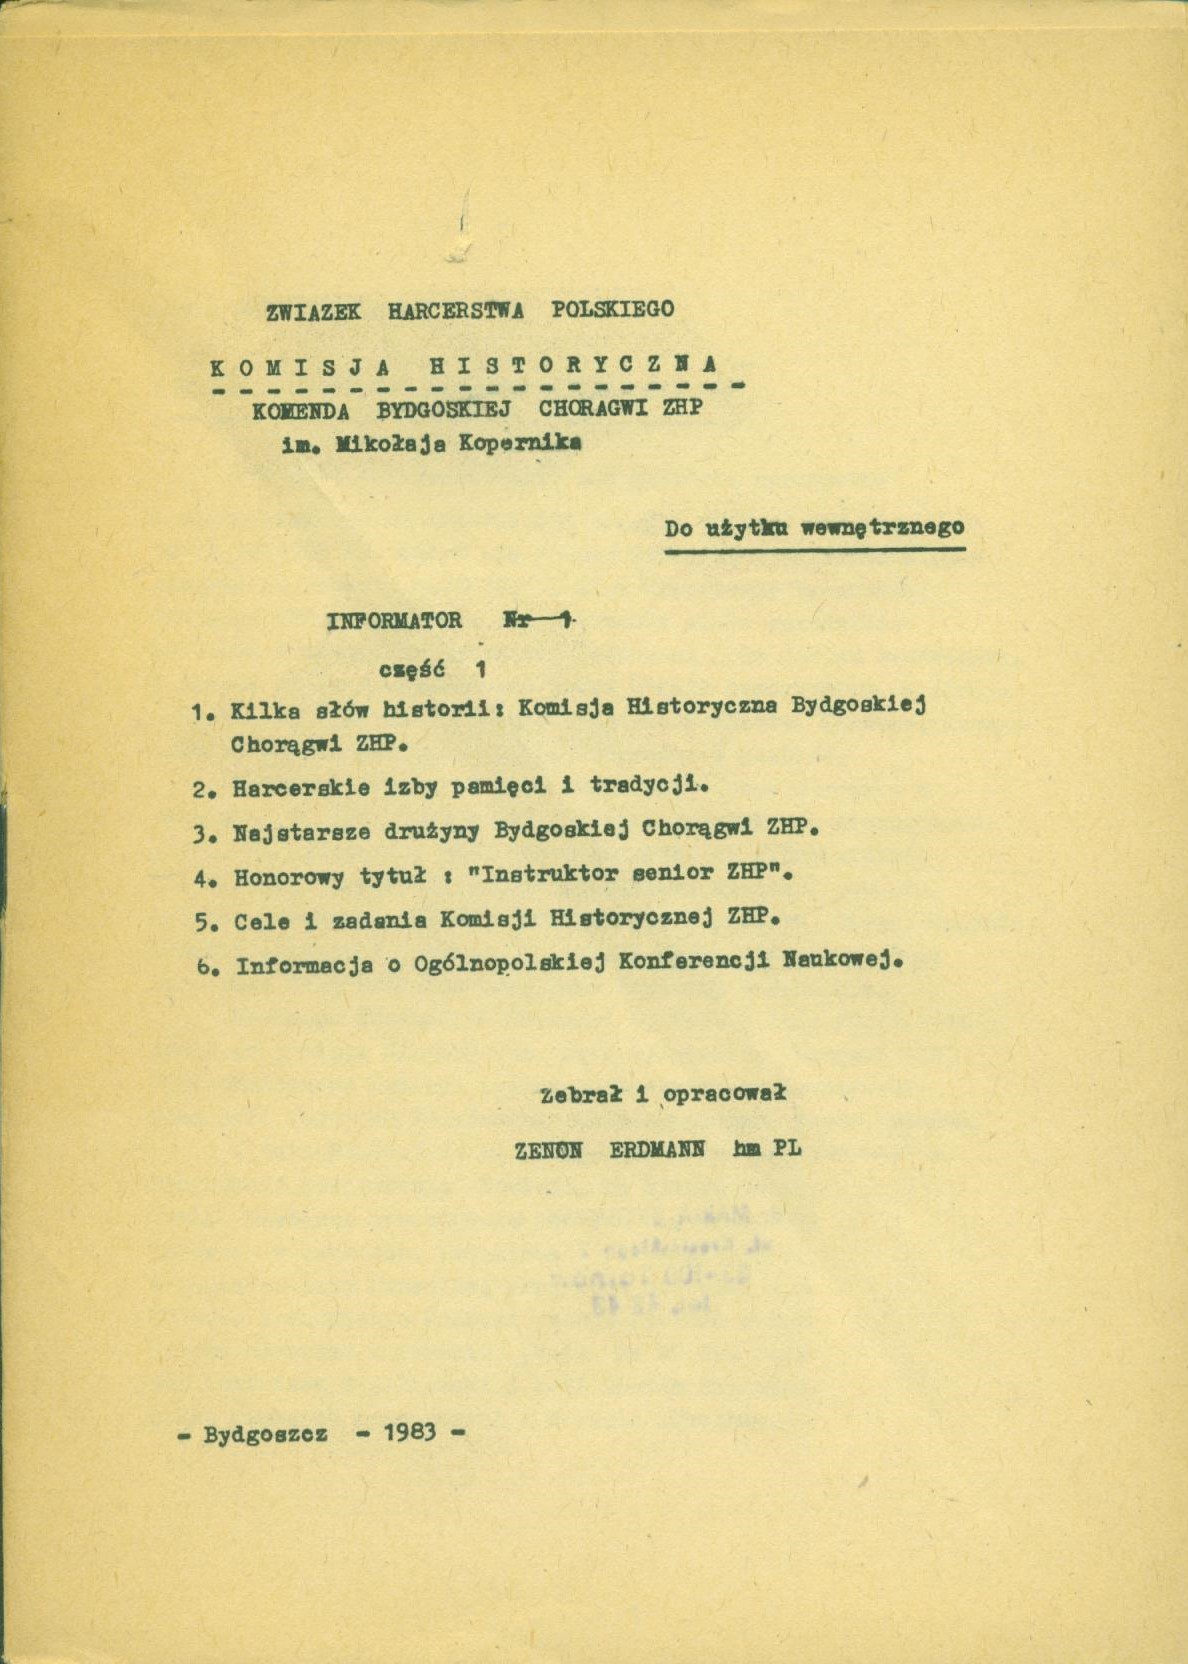 ZWIAZEK HARCERSTWA POLSKIEGO
KOMISJA HISTORYCZNA
KOMENDA BYDGOSKIEJ CHORAGWI ZHP
im. Mikołaja Kopernika
Do użytku wewnętrznego
INFORMATOR Nr 1
część 1
1. Kilka słów historii: Komisja Historyczna Bydgoskiej
Chorągwi ZHP.
2. Harcerskie izby pamięci i tradycji.
3. Najstarsze drużyny Bydgoskiej Chorągwi ZHP.
4. Honorowy tytuł : "Instruktor senior ZHP".
5. Cele i zadania Komisji Historycznej ZHP.
6. Informacja o Ogólnopolskiej Konferencji Naukowej.
Zebrał i opracował
ZENON ERDMANN hm PL
- Bydgoszcz - 1983 -